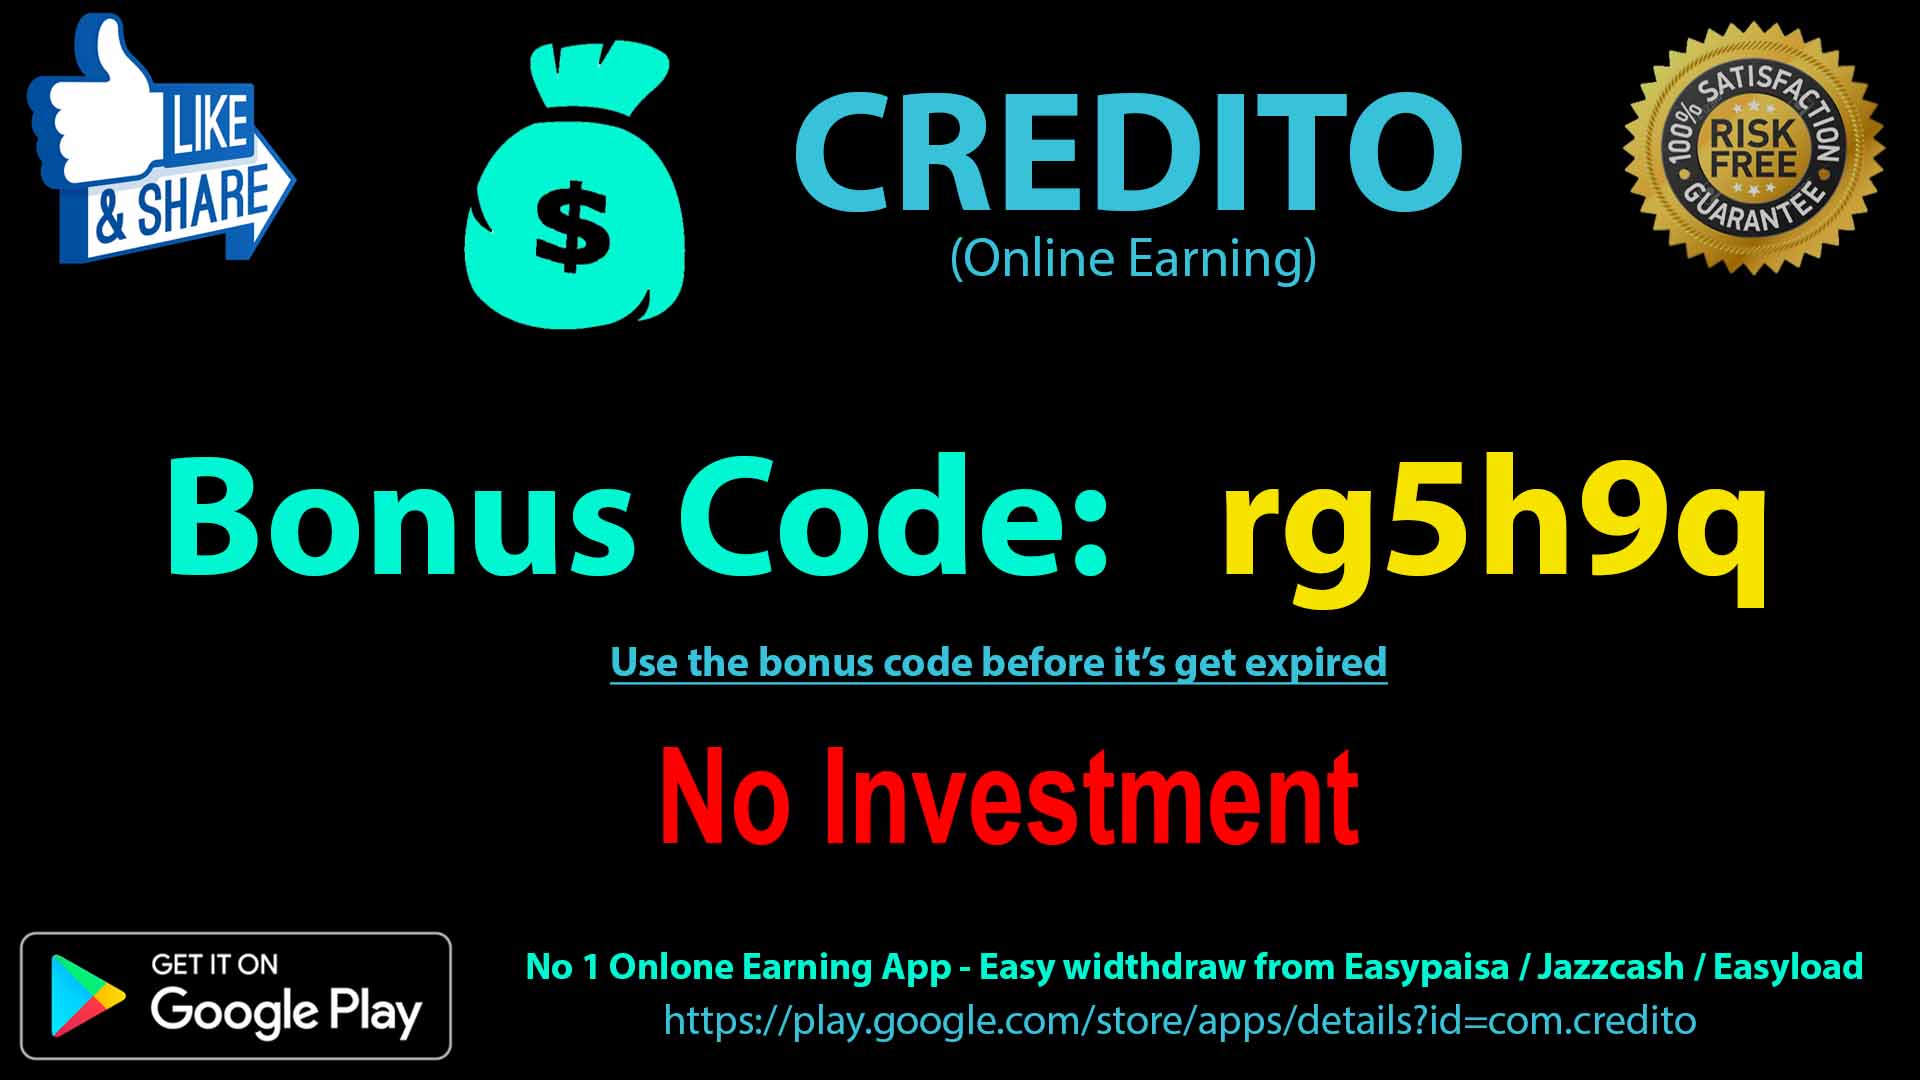 LIKE
& SHARE
CREDITO
(Online Earning)
100% SATISFACTION
RISK
FREE
GUARANTEE
Bonus Code: rg5h9q
Use the bonus code before it’s get expired
No Investment
GET IT ON
Google Play
No 1 Onlone Earning App - Easy widthdraw from Easypaisa / Jazzcash / Easyload
https://play.google.com/store/apps/details?id=com.credito
$